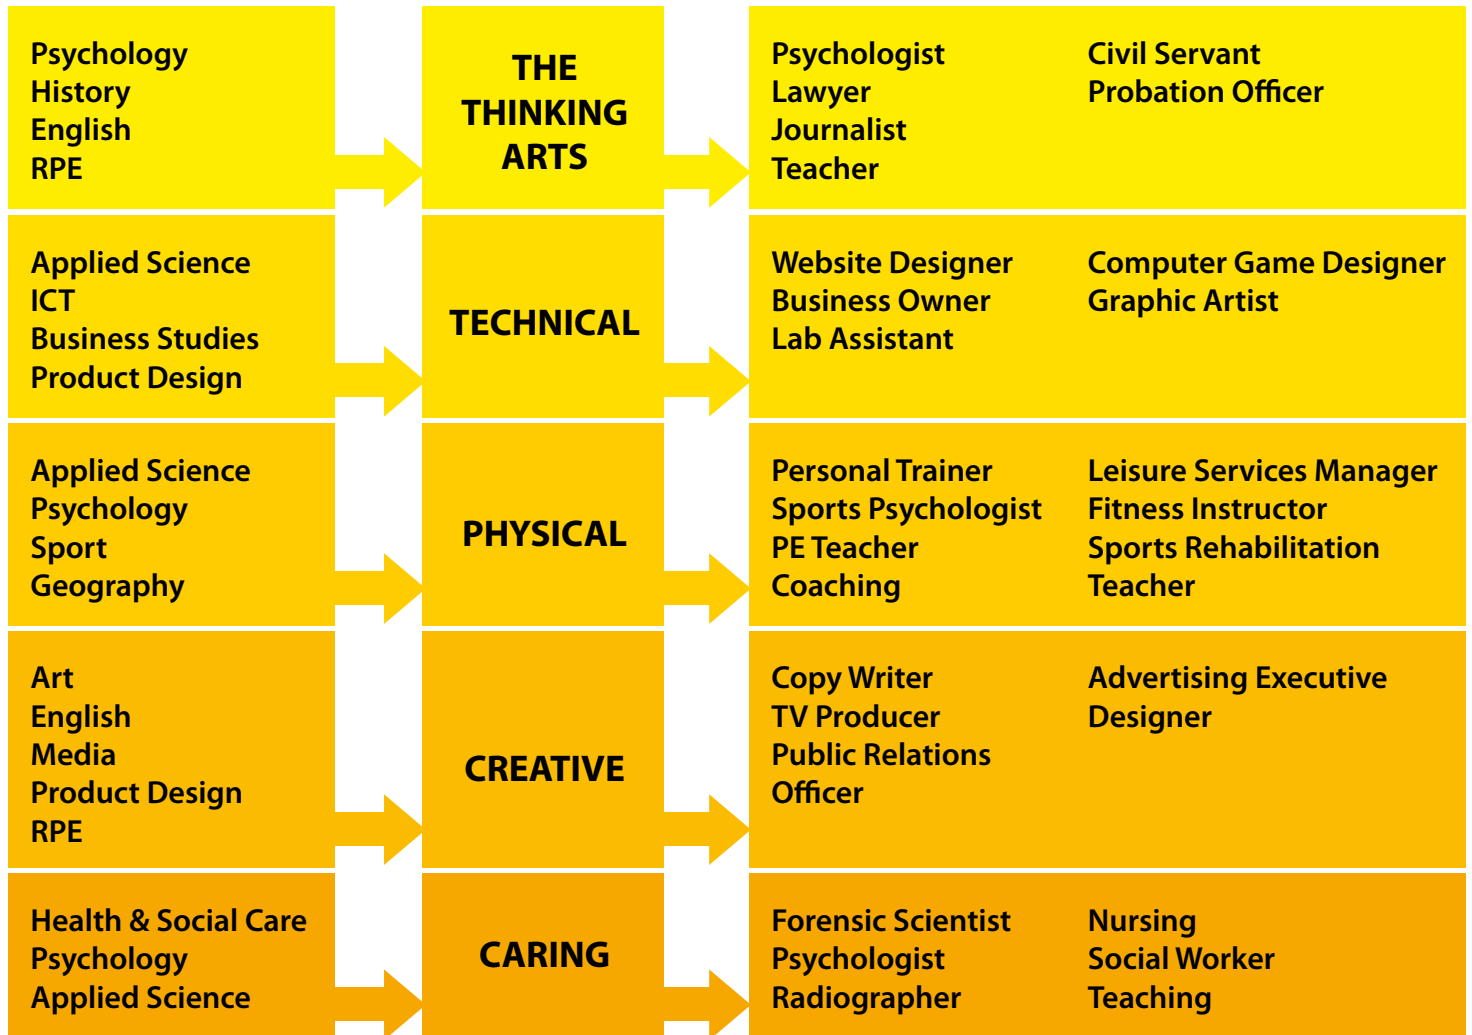 Psychology
History
English
RPE
THE
THINKING
ARTS
Psychologist
Lawyer
Journalist
Teacher
Civil Servant
Probation Officer
Applied Science
ICT
Business Studies
Product Design
TECHNICAL
Website Designer
Business Owner
Lab Assistant
Computer Game Designer
Graphic Artist
Applied Science
Psychology
Sport
Geography
PHYSICAL
Personal Trainer
Sports Psychologist
PE Teacher
Coaching
Leisure Services Manager
Fitness Instructor
Sports Rehabilitation
Teacher
Art
English
Media
Product Design
RPE
CREATIVE
Copy Writer
TV Producer
Public Relations
Officer
Advertising Executive
Designer
Health & Social Care
Psychology
Applied Science
CARING
Forensic Scientist
Psychologist
Radiographer
Nursing
Social Worker
Teaching